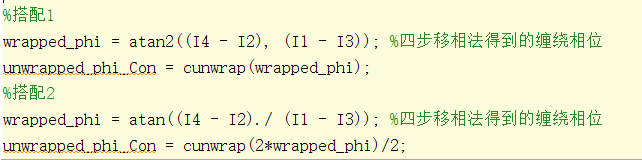 %搭配1
wrapped_phi = atan2((I4 - I2), (I1 - I3)); %四步移相法得到的缠绕相位
unwrapped_phi_Con = cunwrap(wrapped_phi);
%搭配2
wrapped_phi = atan((I4 - I2)./ (I1 - I3)); %四步移相法得到的缠绕相位
unwrapped_phi_Con = cunwrap(2*wrapped_phi)/2;